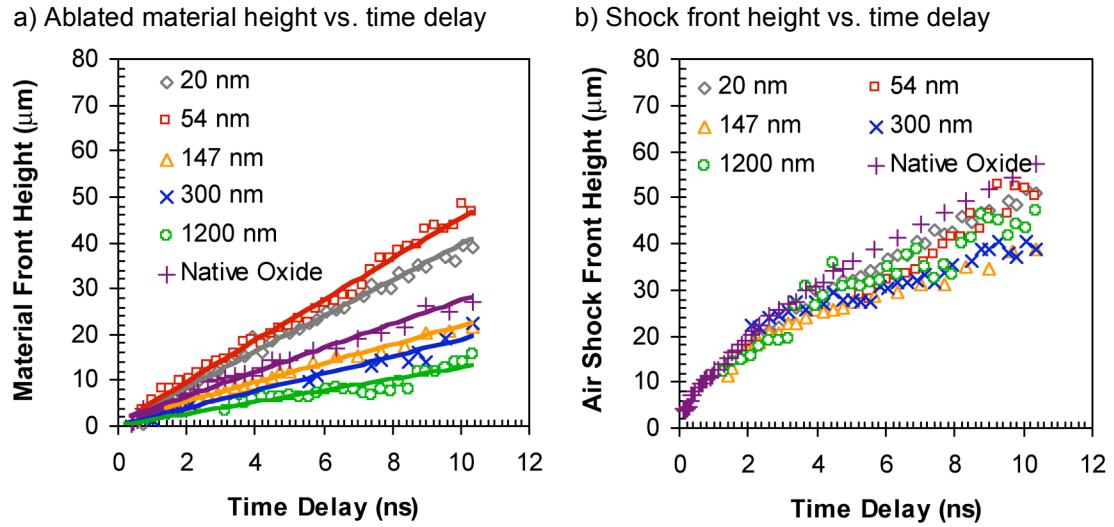 a) Ablated material height vs. time delay
80
70
60
50
40
30
20
10
0
Material Front Height (μm)
20 nm
54 nm
147 nm
300 nm
1200 nm
Native Oxide
0 2 4 6 8 10 12
Time Delay (ns)
b) Shock front height vs. time delay
80
70
60
50
40
30
20
10
0
Air Shock Front Height (μm)
20 nm 54 nm
147 nm 300 nm
1200 nm Native Oxide
0 2 4 6 8 10 12
Time Delay (ns)